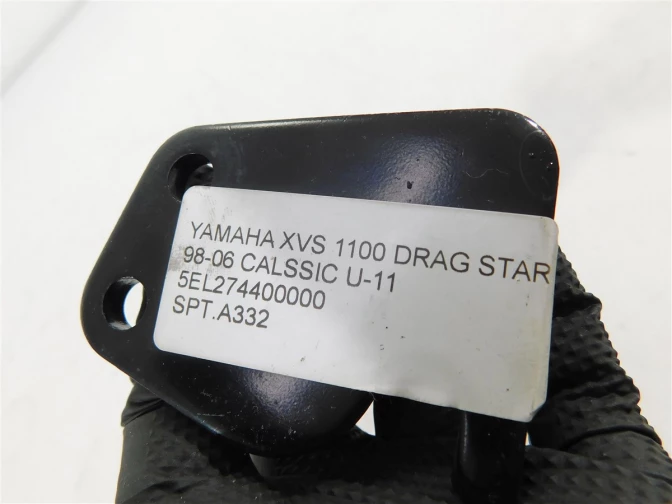 YAMAHA XVS 1100 DRAG STAR
98-06 CALSSIC U-11
5EL274400000
SPT.A332